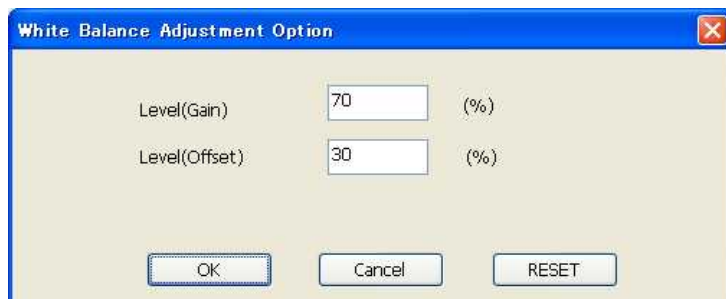 White Balance Adjustment Option
Level(Gain) 70 (%)
Level(Offset) 30 (%)
OK Cancel RESET